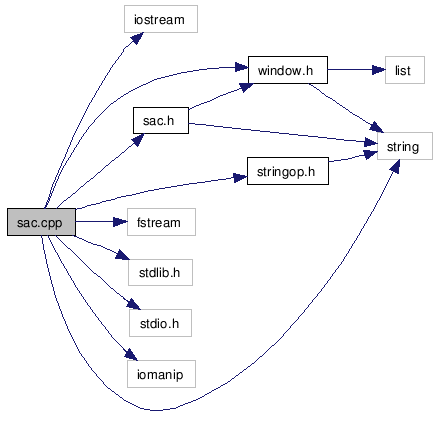 iostream
window.h
list
sac.h
string
stringop.h
sac.cpp
fstream
stdlib.h
stdio.h
iomanip